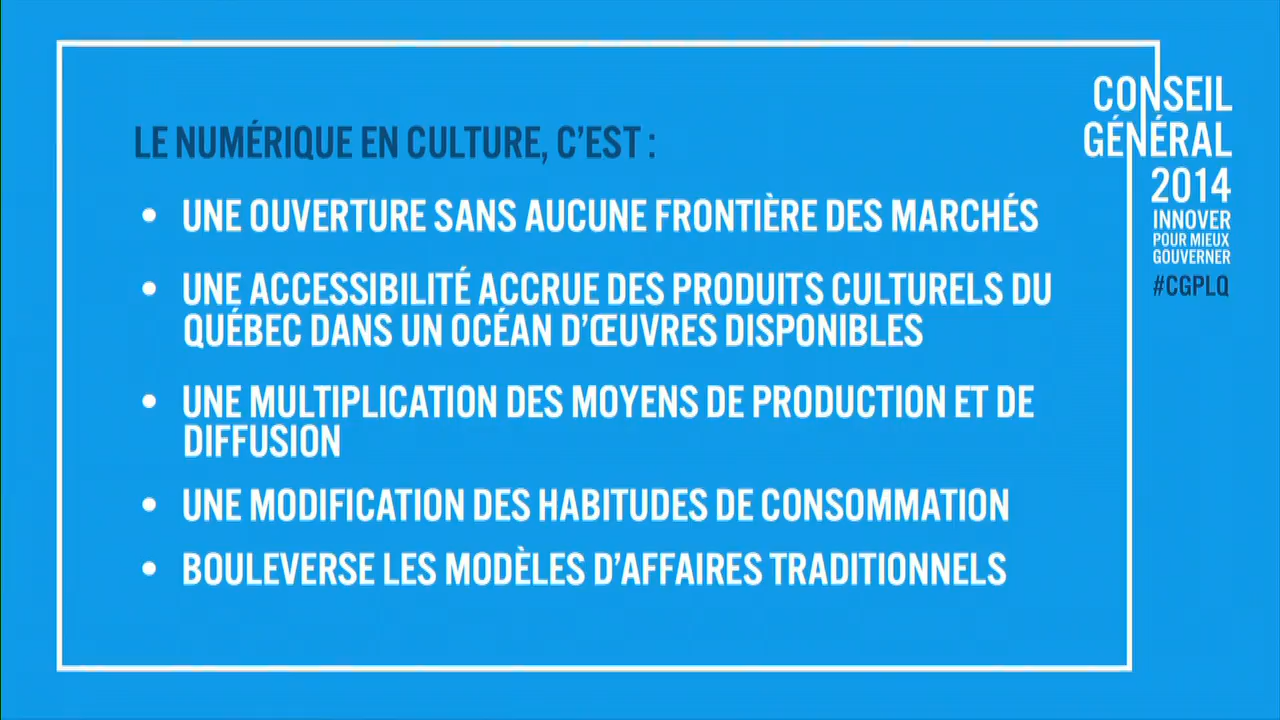 LE NUMÉRIQUE EN CULTURE, C'EST :
• UNE OUVERTURE SANS AUCUNE FRONTIÈRE DES MARCHÉS
• UNE ACCESSIBILITÉ ACCRUE DES PRODUITS CULTURELS DU
QUÉBEC DANS UN OCÉAN D'ŒUVRES DISPONIBLES
• UNE MULTIPLICATION DES MOYENS DE PRODUCTION ET DE
DIFFUSION
• UNE MODIFICATION DES HABITUDES DE CONSOMMATION
• BOULEVERSE LES MODÈLES D'AFFAIRES TRADITIONNELS
CONSEIL
GÉNÉRAL
2014
INNOVER
POUR MIEUX
GOUVERNER
#CGPLQ